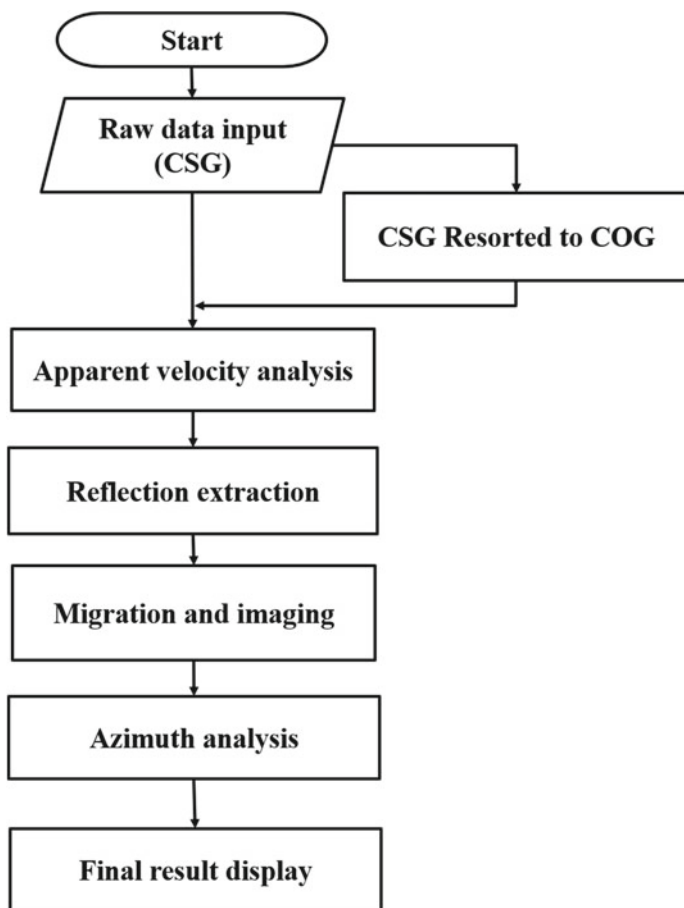 Start
Raw data input
(CSG)
CSG Resorted to COG
Apparent velocity analysis
Reflection extraction
Migration and imaging
Azimuth analysis
Final result display